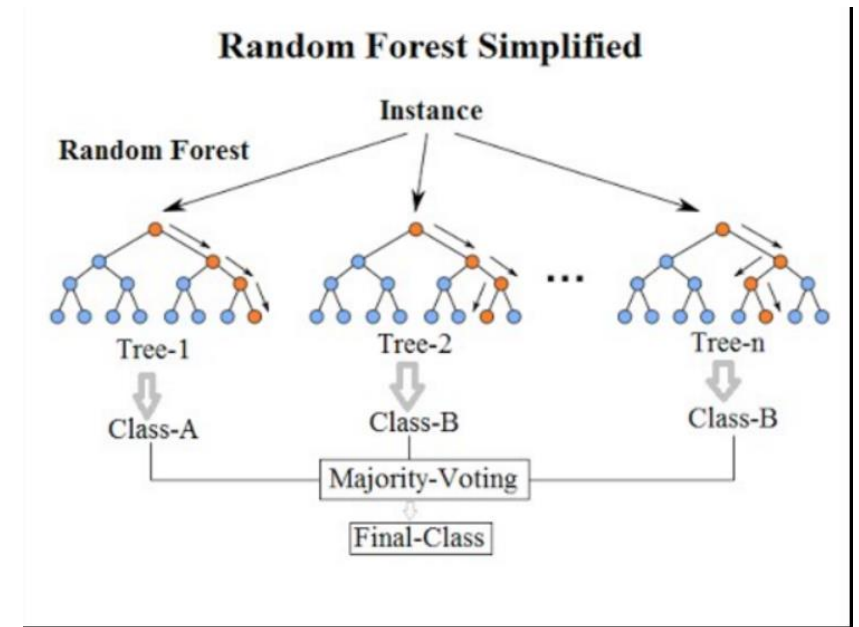 Random Forest Simplified
Instance
Random Forest
...
Tree-1
Tree-2
Tree-n
Class-A
Class-B
Class-B
Majority-Voting
Final-Class